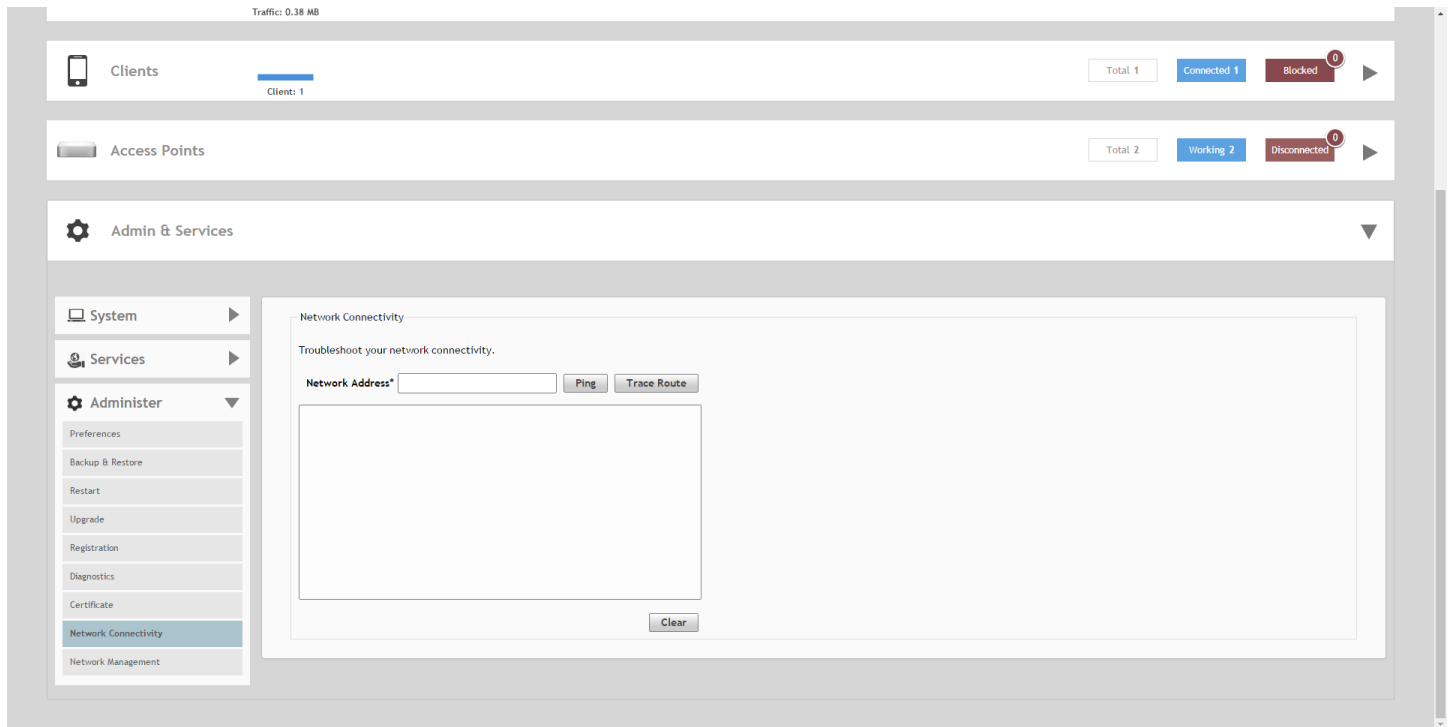 Traffic: 0.38 MB
Clients
Client: 1
Total 1
Connected 1
Blocked
0
Access Points
Total 2
Working 2
Disconnected
0
Admin & Services
System
Services
Administer
Preferences
Backup & Restore
Restart
Upgrade
Registration
Diagnostics
Certificate
Network Connectivity
Network Management
Network Connectivity
Troubleshoot your network connectivity.
Network Address* Ping Trace Route
Clear